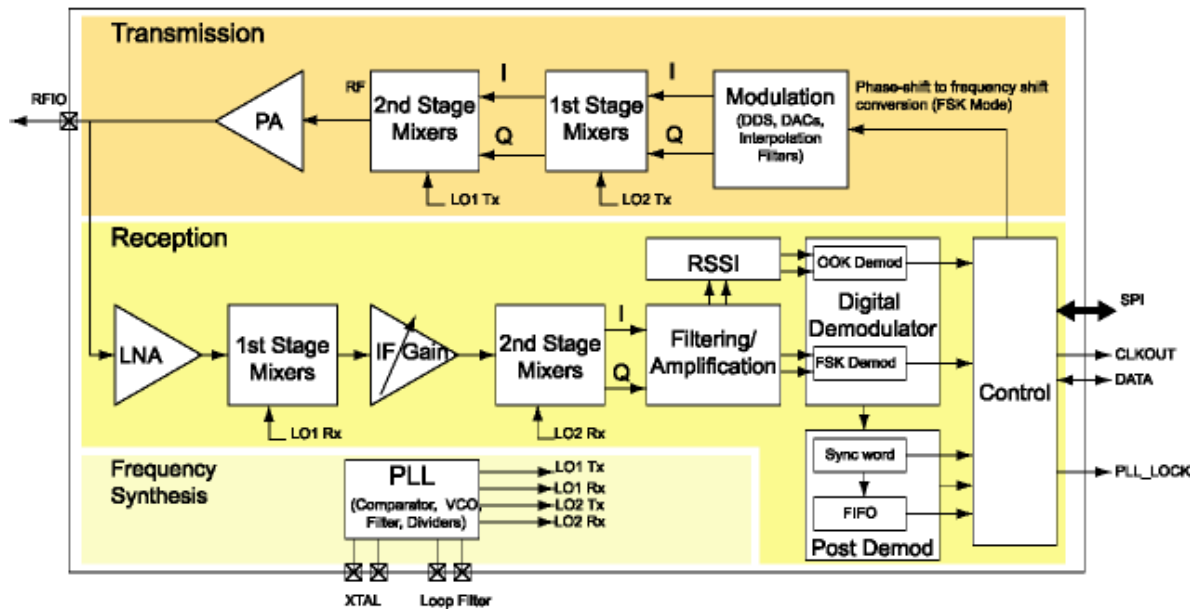 Transmission
RFIO
PA
RF
2nd Stage
Mixers
LO1 Tx
I
Q
1st Stage
Mixers
LO2 Tx
I
Q
Modulation
(DDS, DACs,
Interpolation
Filters)
Phase-shift to frequency shift
conversion (FSK Mode)
Reception
LNA
1st Stage
Mixers
LO1 Rx
IF/Gain
2nd Stage
Mixers
LO2 Rx
I
Q
RSSI
Filtering/
Amplification
OOK Demod
Digital
Demodulator
FSK Demod
Sync word
FIFO
Post Demod
Control
SPI
CLKOUT
DATA
PLL_LOCK
Frequency
Synthesis
PLL
(Comparator, VCO,
Filter, Dividers)
LO1 Tx
LO1 Rx
LO2 Tx
LO2 Rx
XTAL
Loop Filter